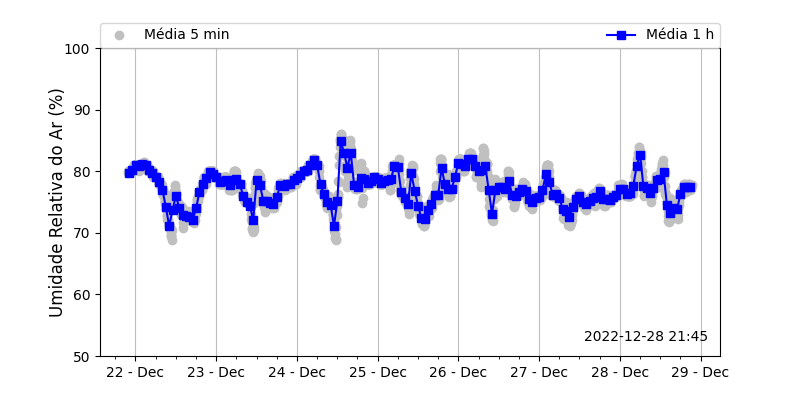 Média 5 min
Média 1 h
Umidade Relativa do Ar (%)
100
90
80
70
60
50
2022-12-28 21:45
22 - Dec
23 - Dec
24 - Dec
25 - Dec
26 - Dec
27 - Dec
28 - Dec
29 - Dec